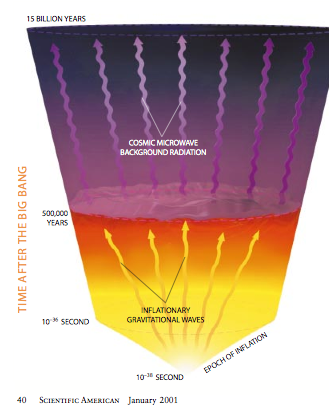 15 BILLION YEARS
COSMIC MICROWAVE
BACKGROUND RADIATION
TIME AFTER THE BIG BANG
500,000
YEARS
INFLATIONARY
GRAVITATIONAL WAVES
10⁻³⁶ SECOND
EPOCH OF INFLATION
10⁻³⁸ SECOND
40 SCIENTIFIC AMERICAN January 2001